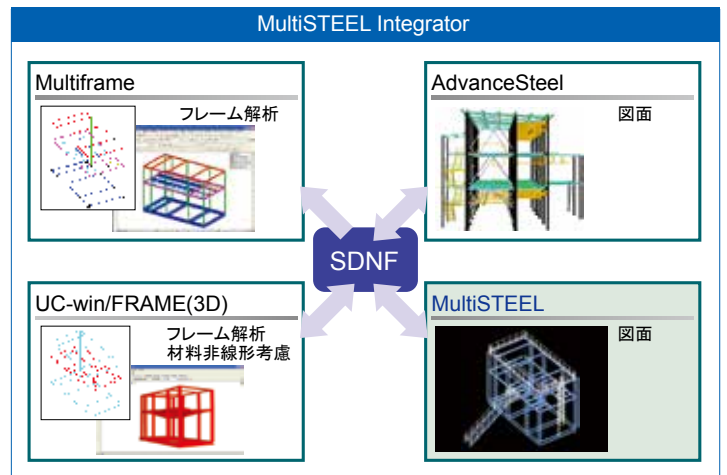 MultiSTEEL Integrator
Multiframe
フレーム解析
AdvanceSteel
図面
SDNF
UC-win/FRAME(3D)
フレーム解析
材料非線形考慮
MultiSTEEL
図面